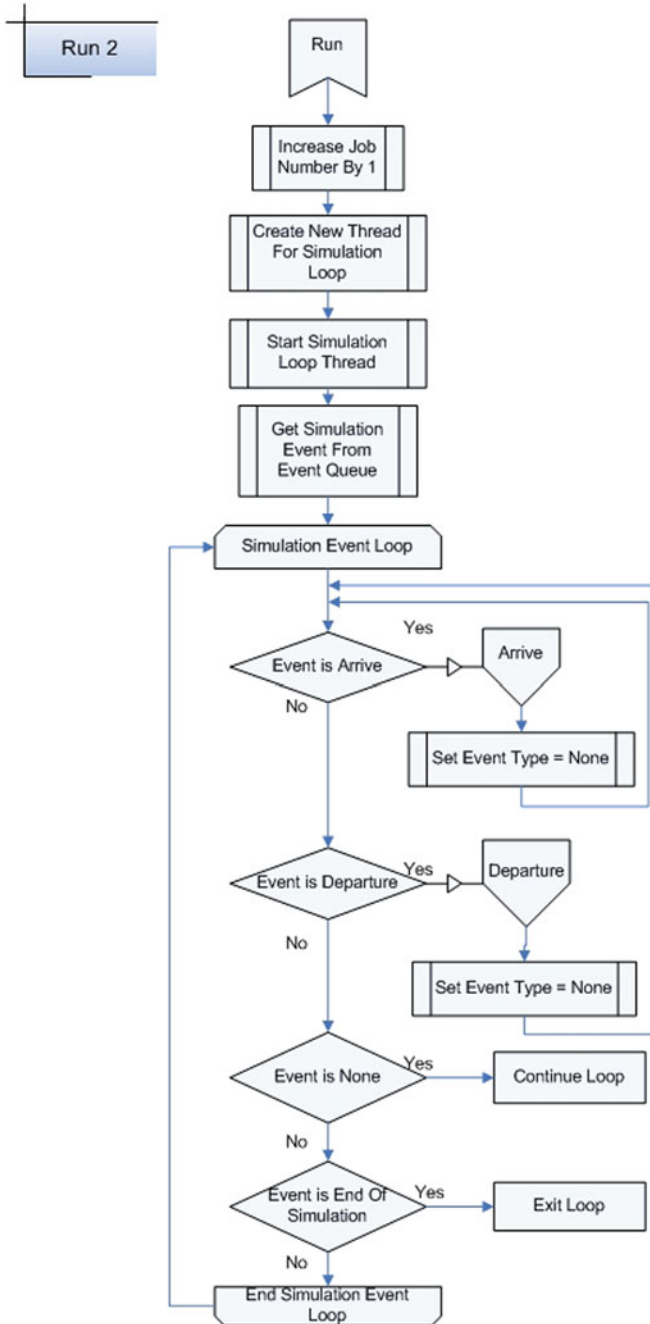 Run 2
Run
Increase Job
Number By 1
Create New Thread
For Simulation
Loop
Start Simulation
Loop Thread
Get Simulation
Event From
Event Queue
Simulation Event Loop
Event is Arrive
Yes
Arrive
No
Set Event Type = None
Event is Departure
Yes
Departure
No
Set Event Type = None
Event is None
Yes
Continue Loop
No
Event is End Of
Simulation
Yes
Exit Loop
No
End Simulation Event
Loop